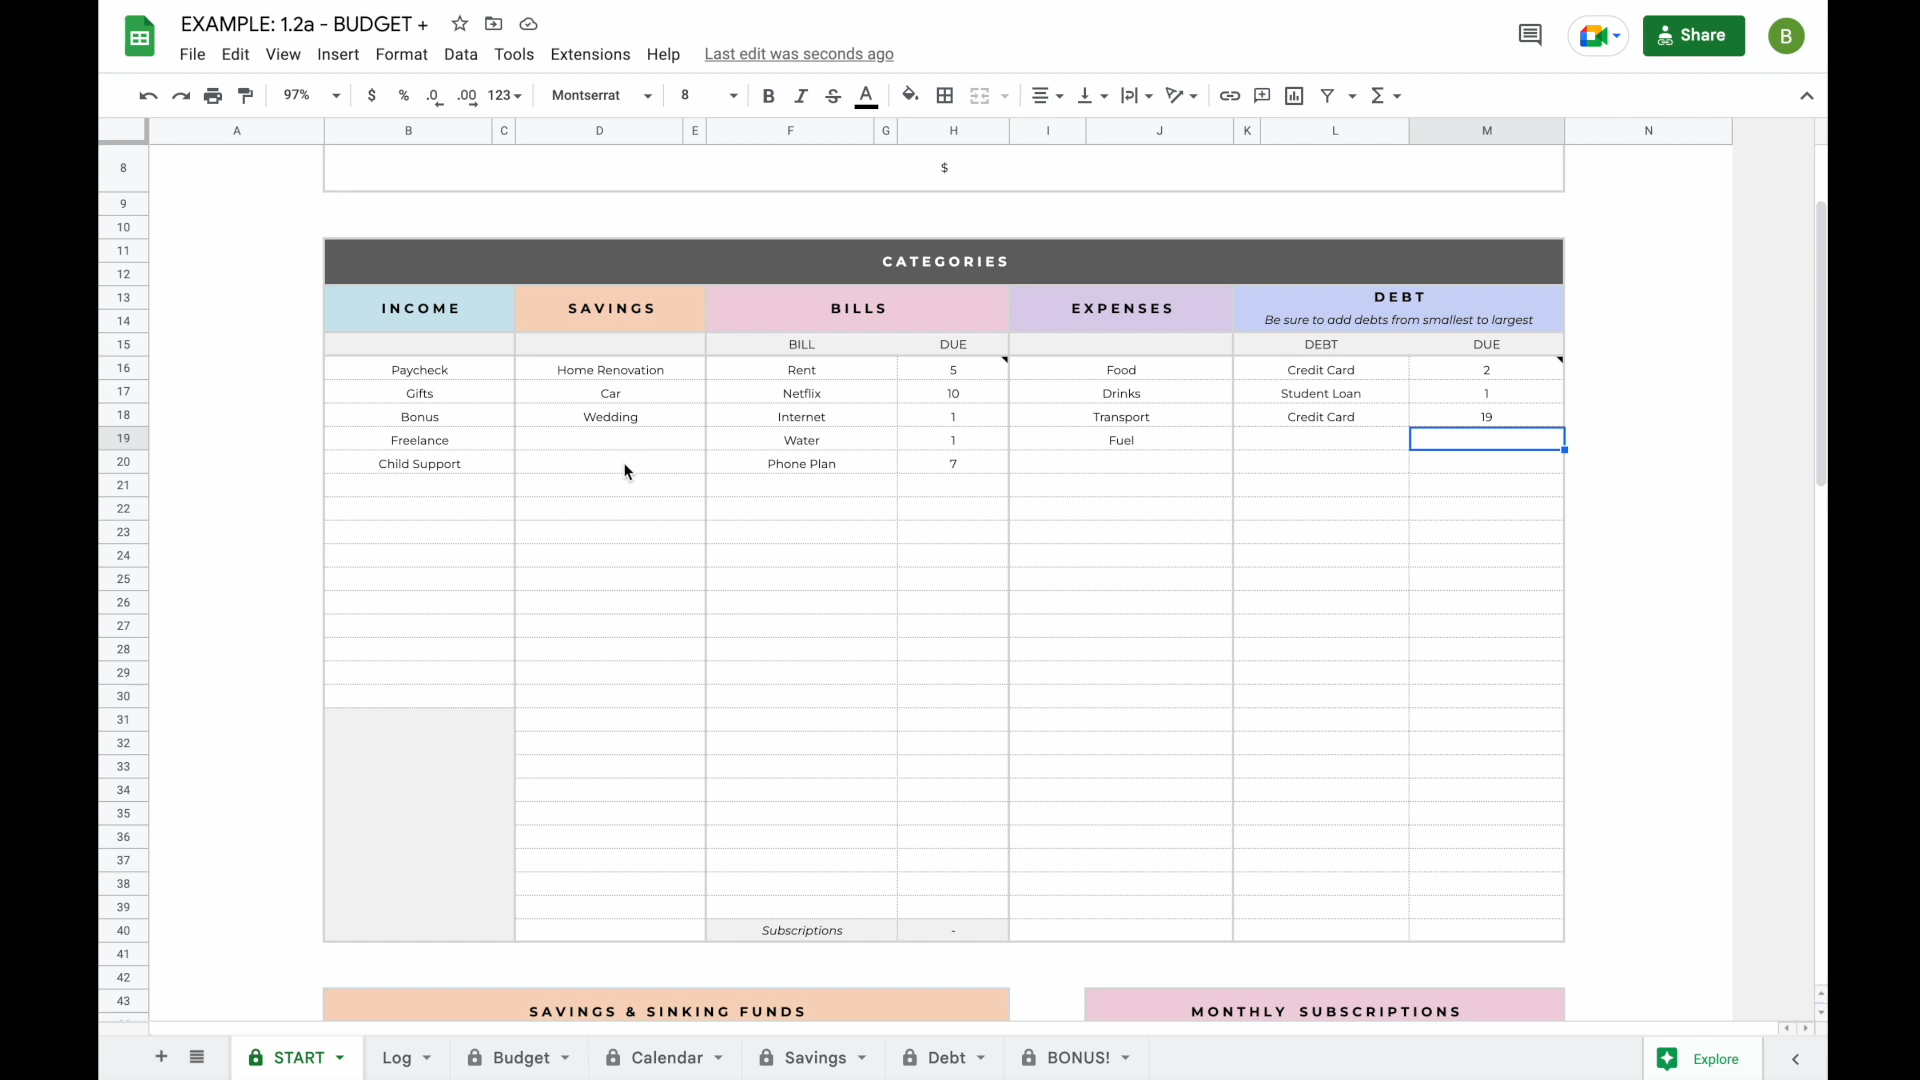 EXAMPLE: 1.2a - BUDGET +
File Edit View Insert Format Data Tools Extensions Help Last edit was seconds ago
Share
B
97% $ % .0 .00 123 Montserrat 8 B I S A
A B C D E F G H I J K L M N
8 $
9
10
11 CATEGORIES
12
13 INCOME SAVINGS BILLS EXPENSES DEBT
14 Be sure to add debts from smallest to largest
15 BILL DUE DEBT DUE
16 Paycheck Home Renovation Rent 5 Food Credit Card 2
17 Gifts Car Netflix 10 Drinks Student Loan 1
18 Bonus Wedding Internet 1 Transport Credit Card 19
19 Freelance Water 1 Fuel
20 Child Support Phone Plan 7
21
22
23
24
25
26
27
28
29
30
31
32
33
34
35
36
37
38
39
40 Subscriptions -
41
42
43 SAVINGS & SINKING FUNDS MONTHLY SUBSCRIPTIONS
START Log Budget Calendar Savings Debt BONUS! Explore